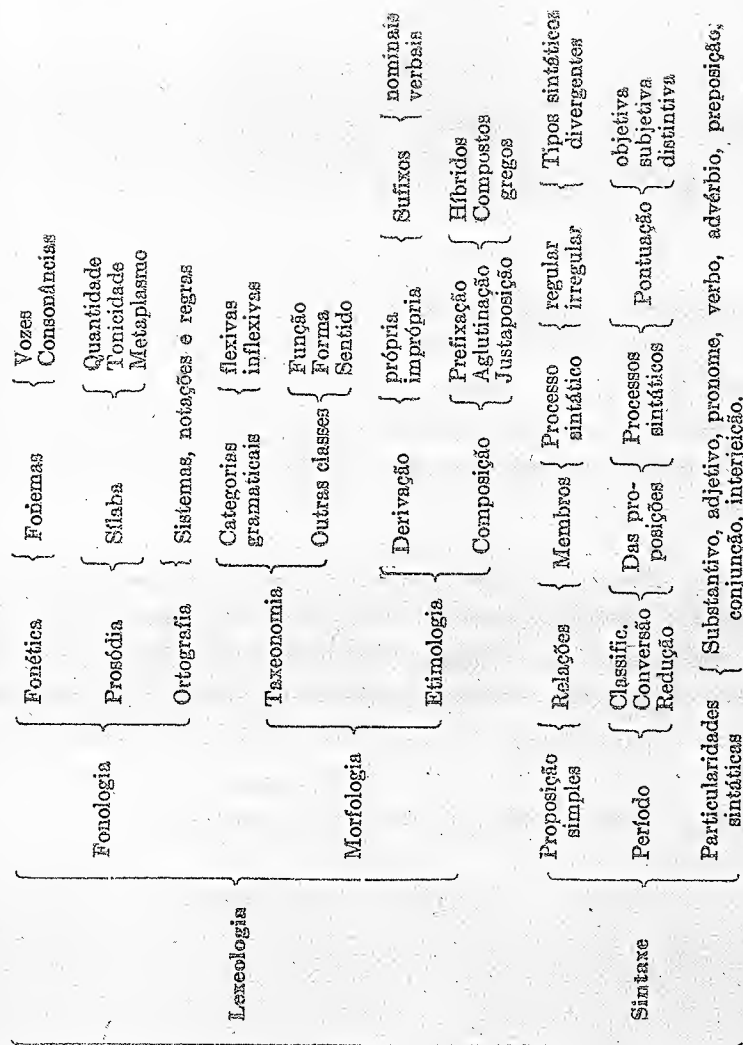 Lexeologia
Fonologia
Fonética
Fonemas
Vozes
Consonâncias
Prosódia
Sílaba
Quantidade
Tonicidade
Metaplasmo
Ortografia
Sistemas, notações e regras
Morfologia
Taxeonomia
Categorias
gramaticais
flexivas
inflexivas
Outras classes
Função
Forma
Sentido
Etimologia
Derivação
própria
imprópria
Sufixos
nominais
verbais
Composição
Prefixação
Aglutinação
Justaposição
Híbridos
Compostos
gregos
Sintaxe
Proposição
simples
Relações
Membros
Processo
sintático
regular
irregular
Tipos sintáticos
divergentes
Período
Classific.
Conversão
Redução
Das pro-
posições
Processos
sintáticos
Pontuação
objetiva
subjetiva
distintiva
Particularidades
sintáticas
Substantivo, adjetivo, pronome, verbo, advérbio, preposição,
conjunção, interjeição.